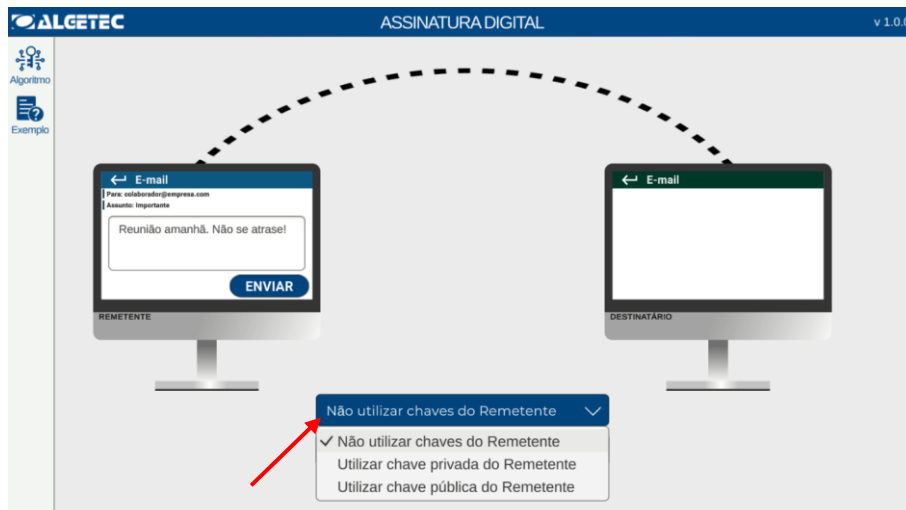 ALGETEC
ASSINATURA DIGITAL
v 1.0.0
Algoritmo
Exemplo
E-mail
Para: colaborador@empresa.com
Assunto: Importante
Reunião amanhã. Não se atrase!
ENVIAR
REMETENTE
E-mail
DESTINATÁRIO
Não utilizar chaves do Remetente
Não utilizar chaves do Remetente
Utilizar chave privada do Remetente
Utilizar chave pública do Remetente